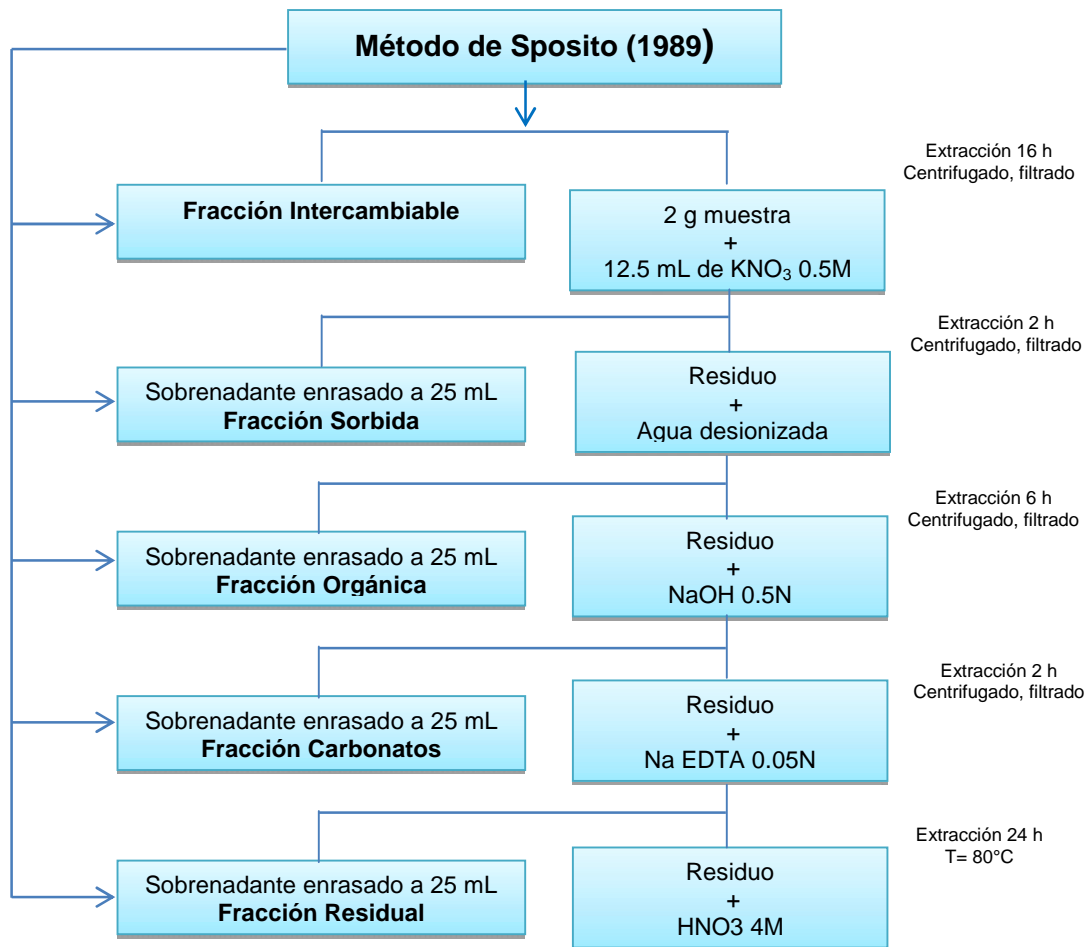 Método de Sposito (1989)
Extracción 16 h
Centrifugado, filtrado
Fracción Intercambiable
2 g muestra
+
12.5 mL de KNO₃ 0.5M
Extracción 2 h
Centrifugado, filtrado
Sobrenadante enrasado a 25 mL
Fracción Sorbida
Residuo
+
Agua desionizada
Extracción 6 h
Centrifugado, filtrado
Sobrenadante enrasado a 25 mL
Fracción Orgánica
Residuo
+
NaOH 0.5N
Extracción 2 h
Centrifugado, filtrado
Sobrenadante enrasado a 25 mL
Fracción Carbonatos
Residuo
+
Na EDTA 0.05N
Extracción 24 h
T= 80°C
Sobrenadante enrasado a 25 mL
Fracción Residual
Residuo
+
HNO3 4M